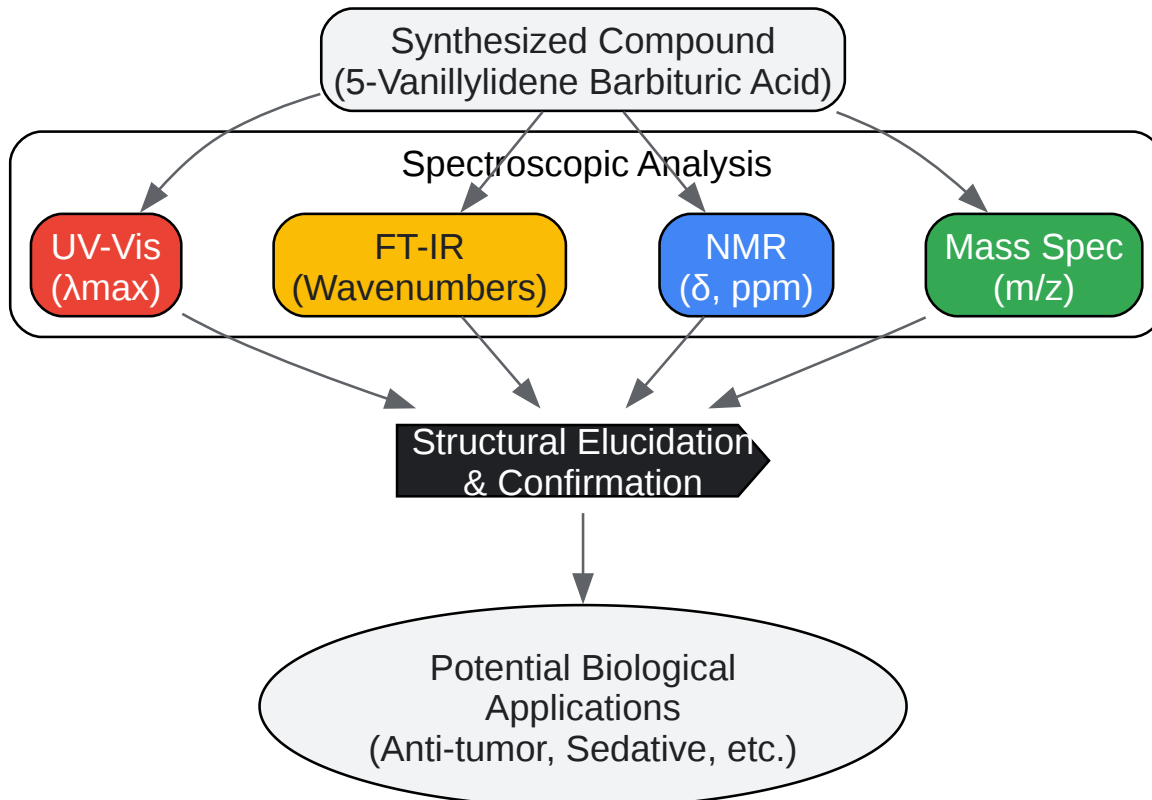 Synthesized Compound
(5-Vanillylidene Barbituric Acid)
Spectroscopic Analysis
UV-Vis
(λmax)
FT-IR
(Wavenumbers)
NMR
(δ, ppm)
Mass Spec
(m/z)
Structural Elucidation
& Confirmation
Potential Biological
Applications
(Anti-tumor, Sedative, etc.)